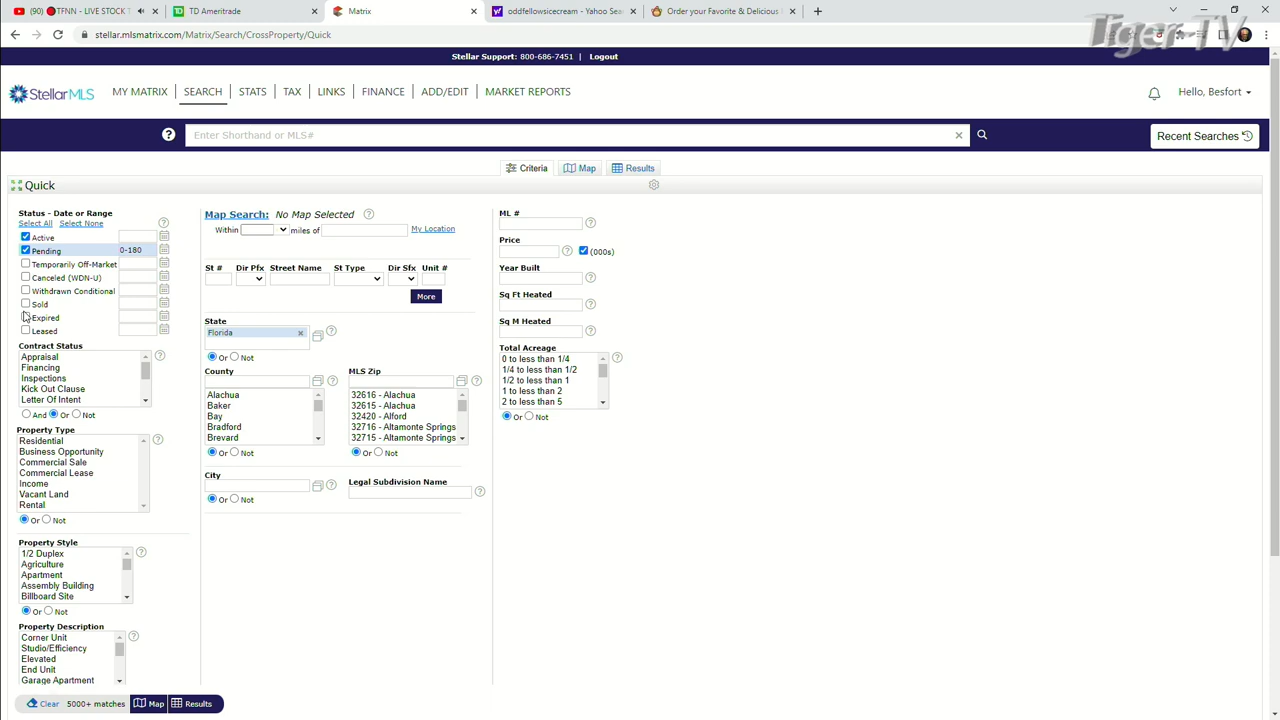 (90) 🔴TFNN - LIVE STOCK T
TD Ameritrade
Matrix
oddfellowsicecream - Yahoo Sea
Order your Favorite & Delicious
Tiger-TV
stellar.mlsmatrix.com/Matrix/Search/CrossProperty/Quick
Stellar Support: 800-686-7451 | Logout
StellarMLS
MY MATRIX SEARCH STATS TAX LINKS FINANCE ADD/EDIT MARKET REPORTS
Hello, Besfort
Enter Shorthand or MLS#
Recent Searches
Criteria Map Results
Quick
Status - Date or Range
Select All Select None
Active
Pending 0-180
Temporarily Off-Market
Canceled (WDN-U)
Withdrawn Conditional
Sold
Expired
Leased
Contract Status
Appraisal
Financing
Inspections
Kick Out Clause
Letter Of Intent
And Or Not
Property Type
Residential
Business Opportunity
Commercial Sale
Commercial Lease
Income
Vacant Land
Rental
Or Not
Property Style
1/2 Duplex
Agriculture
Apartment
Assembly Building
Billboard Site
Or Not
Property Description
Corner Unit
Studio/Efficiency
Elevated
End Unit
Garage Apartment
Map Search: No Map Selected
Within miles of My Location
St # Dir Pfx Street Name St Type Dir Sfx Unit #
More
State
Florida
Or Not
County
Alachua
Baker
Bay
Bradford
Brevard
Or Not
MLS Zip
32616 - Alachua
32615 - Alachua
32420 - Alford
32716 - Altamonte Springs
32715 - Altamonte Springs
Or Not
City
Or Not
Legal Subdivision Name
ML #
Price
(000s)
Year Built
Sq Ft Heated
Sq M Heated
Total Acreage
0 to less than 1/4
1/4 to less than 1/2
1/2 to less than 1
1 to less than 2
2 to less than 5
Or Not
Clear 5000+ matches Map Results